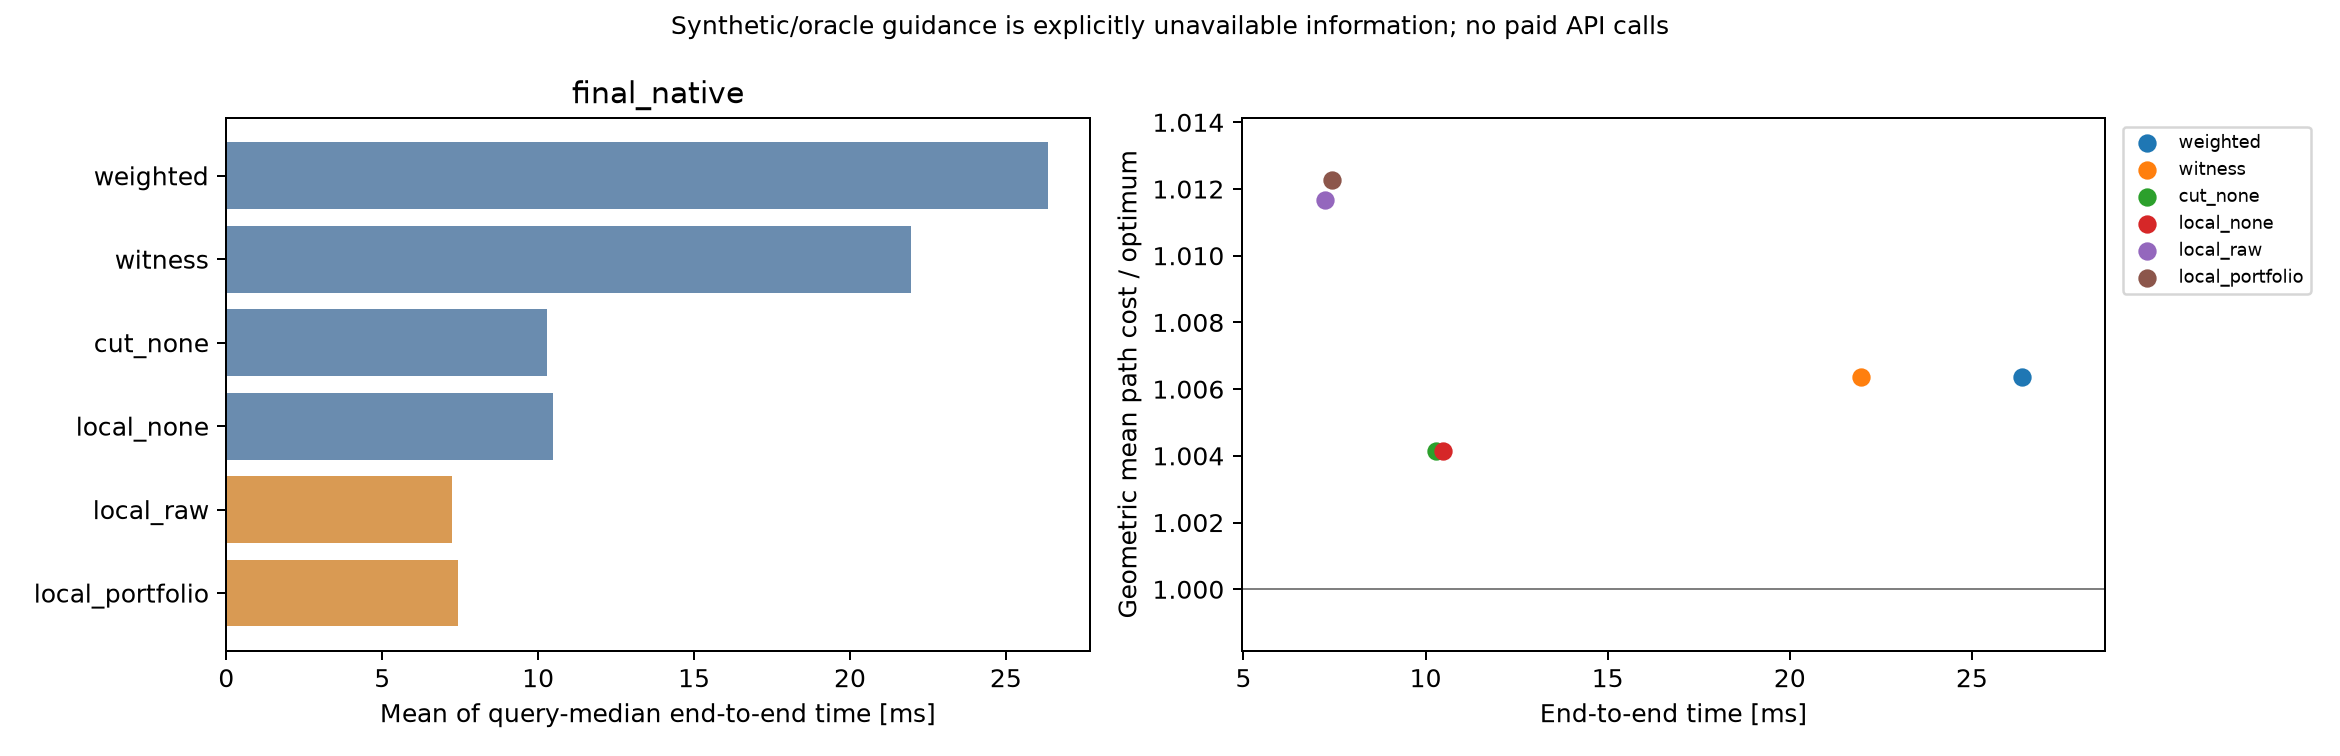 Synthetic/oracle guidance is explicitly unavailable information; no paid API calls
final_native
weighted
witness
cut_none
local_none
local_raw
local_portfolio
0 5 10 15 20 25
Mean of query-median end-to-end time [ms]
Geometric mean path cost / optimum
1.014
1.012
1.010
1.008
1.006
1.004
1.002
1.000
5 10 15 20 25
End-to-end time [ms]
weighted
witness
cut_none
local_none
local_raw
local_portfolio